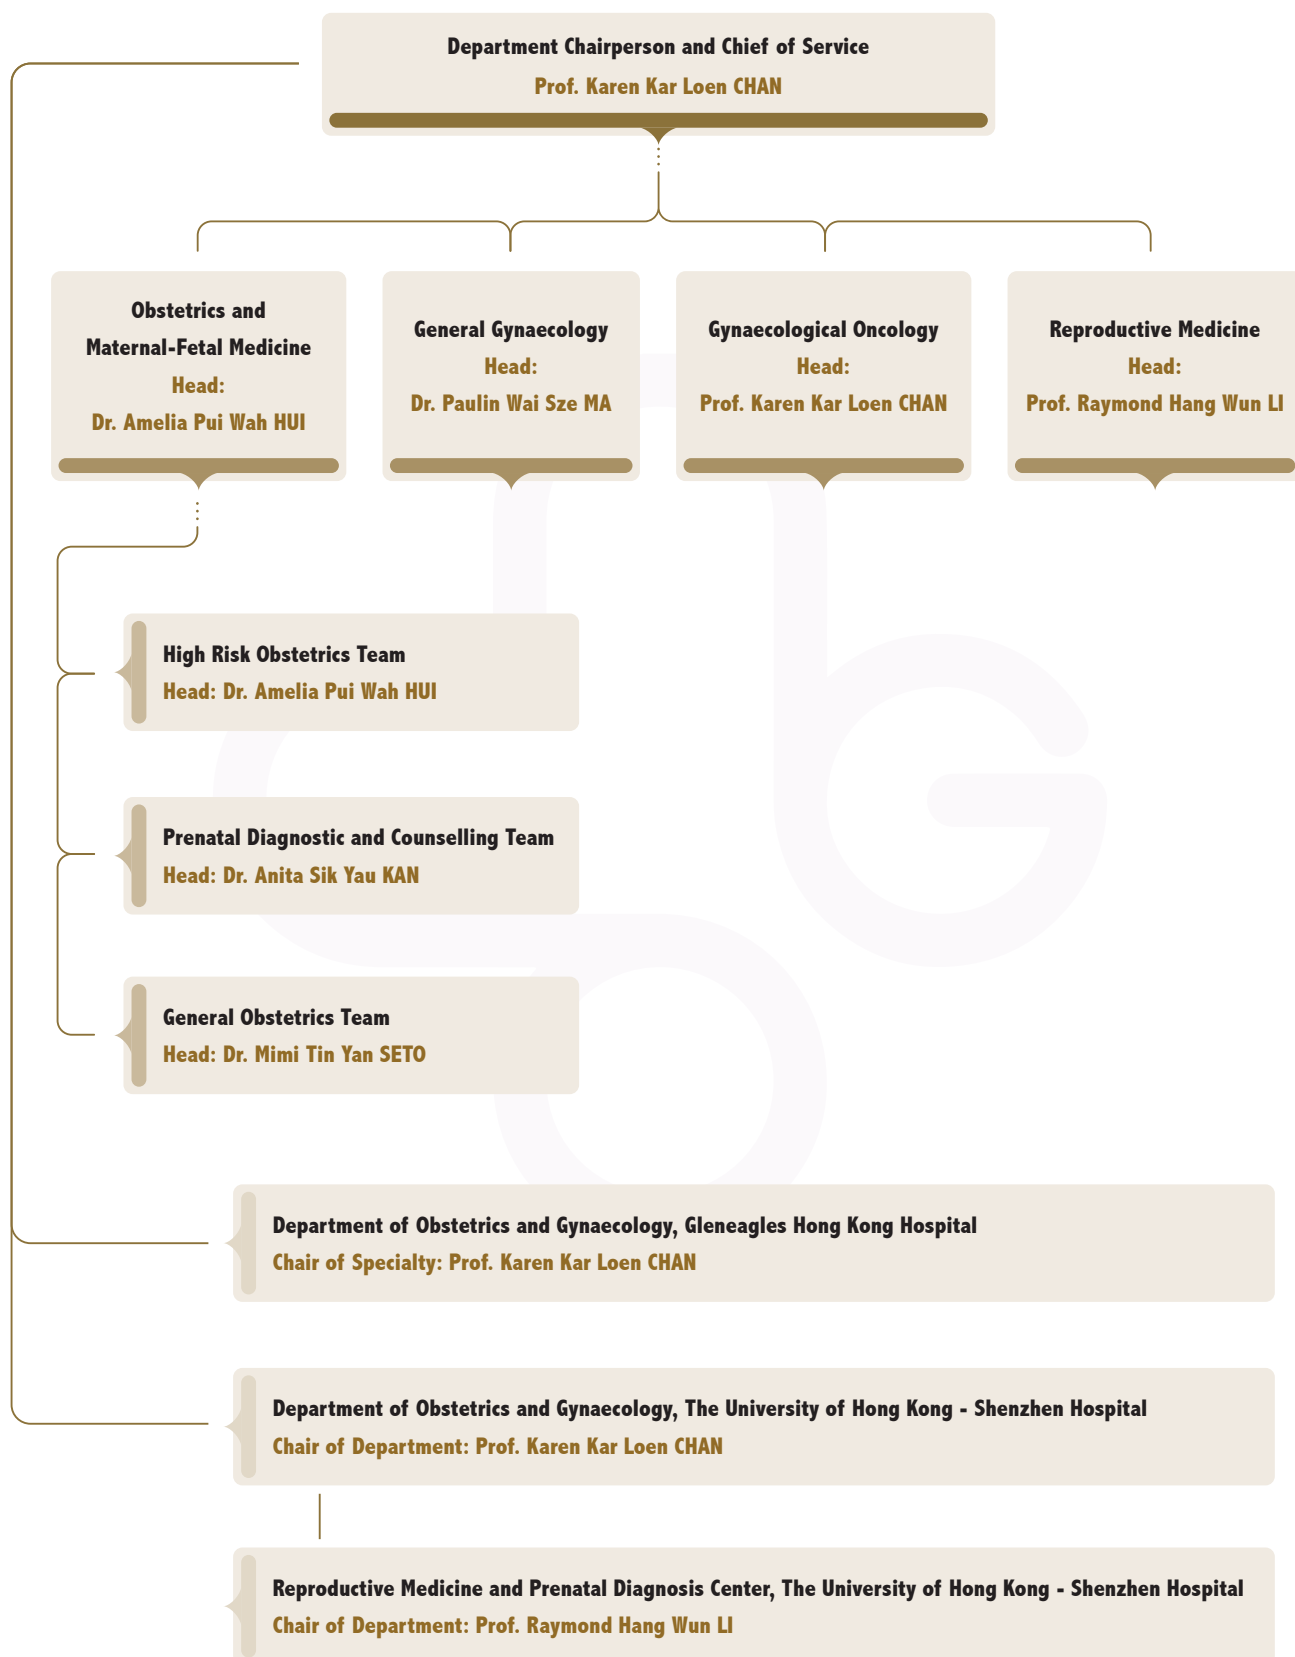 Department Chairperson and Chief of Service
Prof. Karen Kar Loen CHAN
Obstetrics and
Maternal-Fetal Medicine
Head:
Dr. Amelia Pui Wah HUI
General Gynaecology
Head:
Dr. Paulin Wai Sze MA
Gynaecological Oncology
Head:
Prof. Karen Kar Loen CHAN
Reproductive Medicine
Head:
Prof. Raymond Hang Wun LI
High Risk Obstetrics Team
Head: Dr. Amelia Pui Wah HUI
Prenatal Diagnostic and Counselling Team
Head: Dr. Anita Sik Yau KAN
General Obstetrics Team
Head: Dr. Mimi Tin Yan SETO
Department of Obstetrics and Gynaecology, Gleneagles Hong Kong Hospital
Chair of Specialty: Prof. Karen Kar Loen CHAN
Department of Obstetrics and Gynaecology, The University of Hong Kong - Shenzhen Hospital
Chair of Department: Prof. Karen Kar Loen CHAN
Reproductive Medicine and Prenatal Diagnosis Center, The University of Hong Kong - Shenzhen Hospital
Chair of Department: Prof. Raymond Hang Wun LI